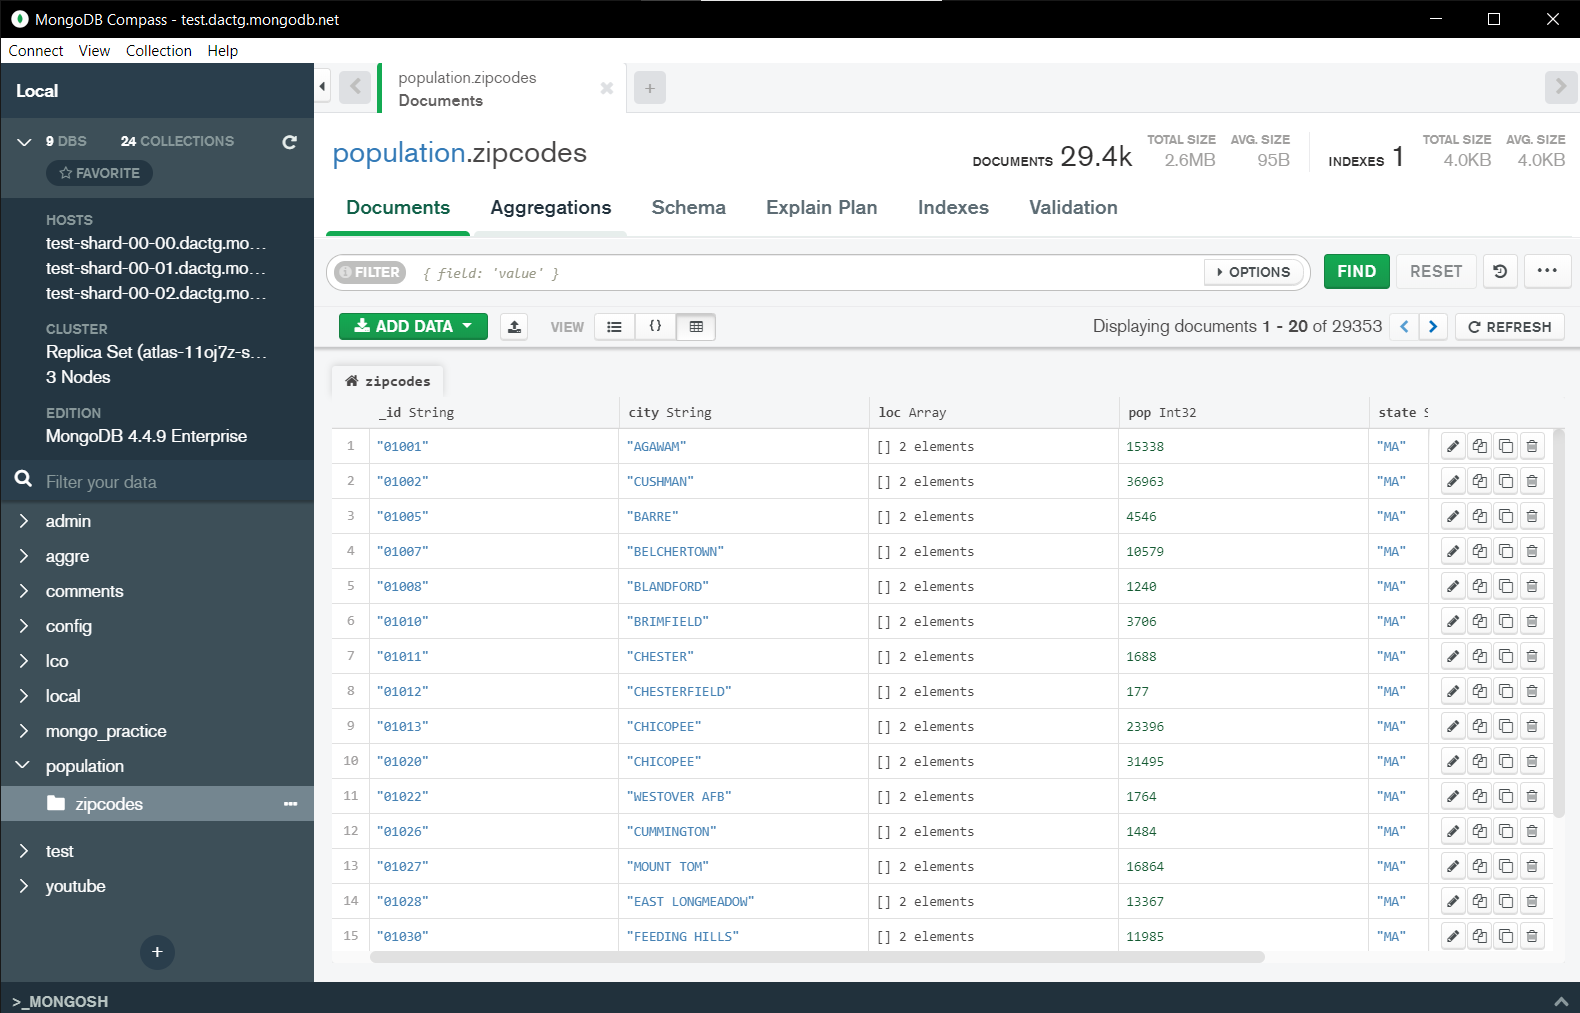 MongoDB Compass - test.dactg.mongodb.net
Connect View Collection Help
Local
9 DBS 24 COLLECTIONS
FAVORITE
HOSTS
test-shard-00-00.dactg.mo…
test-shard-00-01.dactg.mo…
test-shard-00-02.dactg.mo…
CLUSTER
Replica Set (atlas-11oj7z-s…
3 Nodes
EDITION
MongoDB 4.4.9 Enterprise
Filter your data
admin
aggre
comments
config
lco
local
mongo_practice
population
zipcodes
test
youtube
+
>_MONGOSH
population.zipcodes
Documents
+
population.zipcodes
DOCUMENTS 29.4k TOTAL SIZE 2.6MB AVG. SIZE 95B INDEXES 1 TOTAL SIZE 4.0KB AVG. SIZE 4.0KB
Documents Aggregations Schema Explain Plan Indexes Validation
FILTER { field: 'value' } OPTIONS FIND RESET ...
ADD DATA VIEW {} Displaying documents 1 - 20 of 29353 REFRESH
zipcodes
_id String city String loc Array pop Int32 state S
1 "01001" "AGAWAM" [] 2 elements 15338 "MA"
2 "01002" "CUSHMAN" [] 2 elements 36963 "MA"
3 "01005" "BARRE" [] 2 elements 4546 "MA"
4 "01007" "BELCHERTOWN" [] 2 elements 10579 "MA"
5 "01008" "BLANDFORD" [] 2 elements 1240 "MA"
6 "01010" "BRIMFIELD" [] 2 elements 3706 "MA"
7 "01011" "CHESTER" [] 2 elements 1688 "MA"
8 "01012" "CHESTERFIELD" [] 2 elements 177 "MA"
9 "01013" "CHICOPEE" [] 2 elements 23396 "MA"
10 "01020" "CHICOPEE" [] 2 elements 31495 "MA"
11 "01022" "WESTOVER AFB" [] 2 elements 1764 "MA"
12 "01026" "CUMMINGTON" [] 2 elements 1484 "MA"
13 "01027" "MOUNT TOM" [] 2 elements 16864 "MA"
14 "01028" "EAST LONGMEADOW" [] 2 elements 13367 "MA"
15 "01030" "FEEDING HILLS" [] 2 elements 11985 "MA"